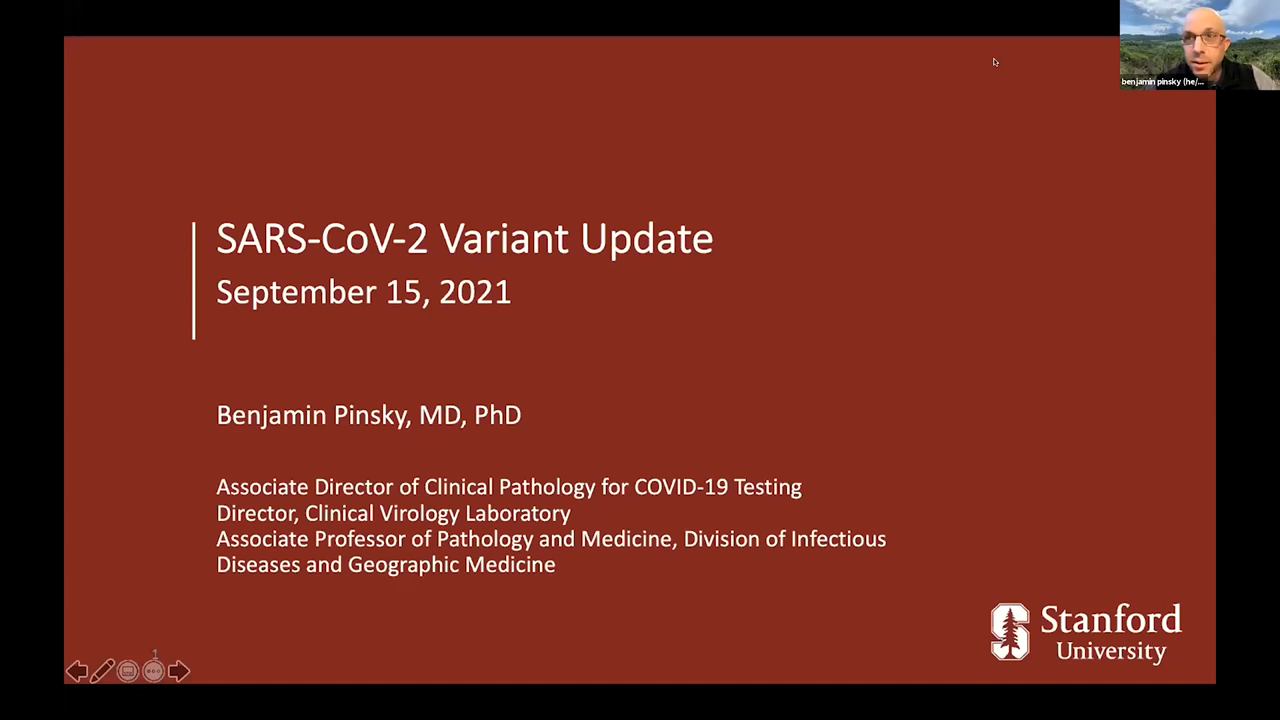 benjamin pinsky (he/...
SARS-CoV-2 Variant Update
September 15, 2021
Benjamin Pinsky, MD, PhD
Associate Director of Clinical Pathology for COVID-19 Testing
Director, Clinical Virology Laboratory
Associate Professor of Pathology and Medicine, Division of Infectious
Diseases and Geographic Medicine
Stanford
University
1